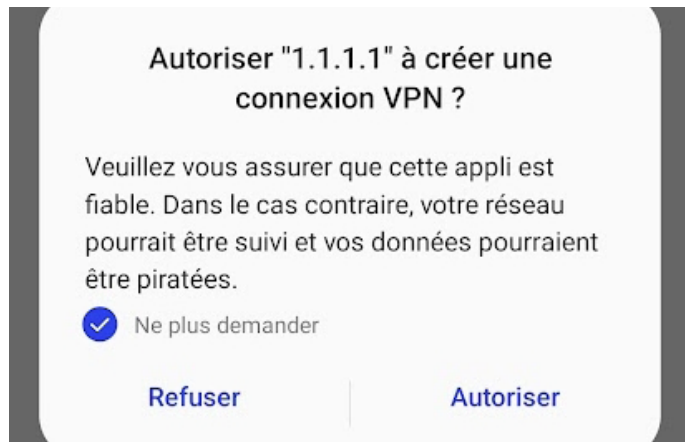 Autoriser "1.1.1.1" à créer une
connexion VPN ?
Veuillez vous assurer que cette appli est
fiable. Dans le cas contraire, votre réseau
pourrait être suivi et vos données pourraient
être piratées.
Ne plus demander
Refuser
Autoriser